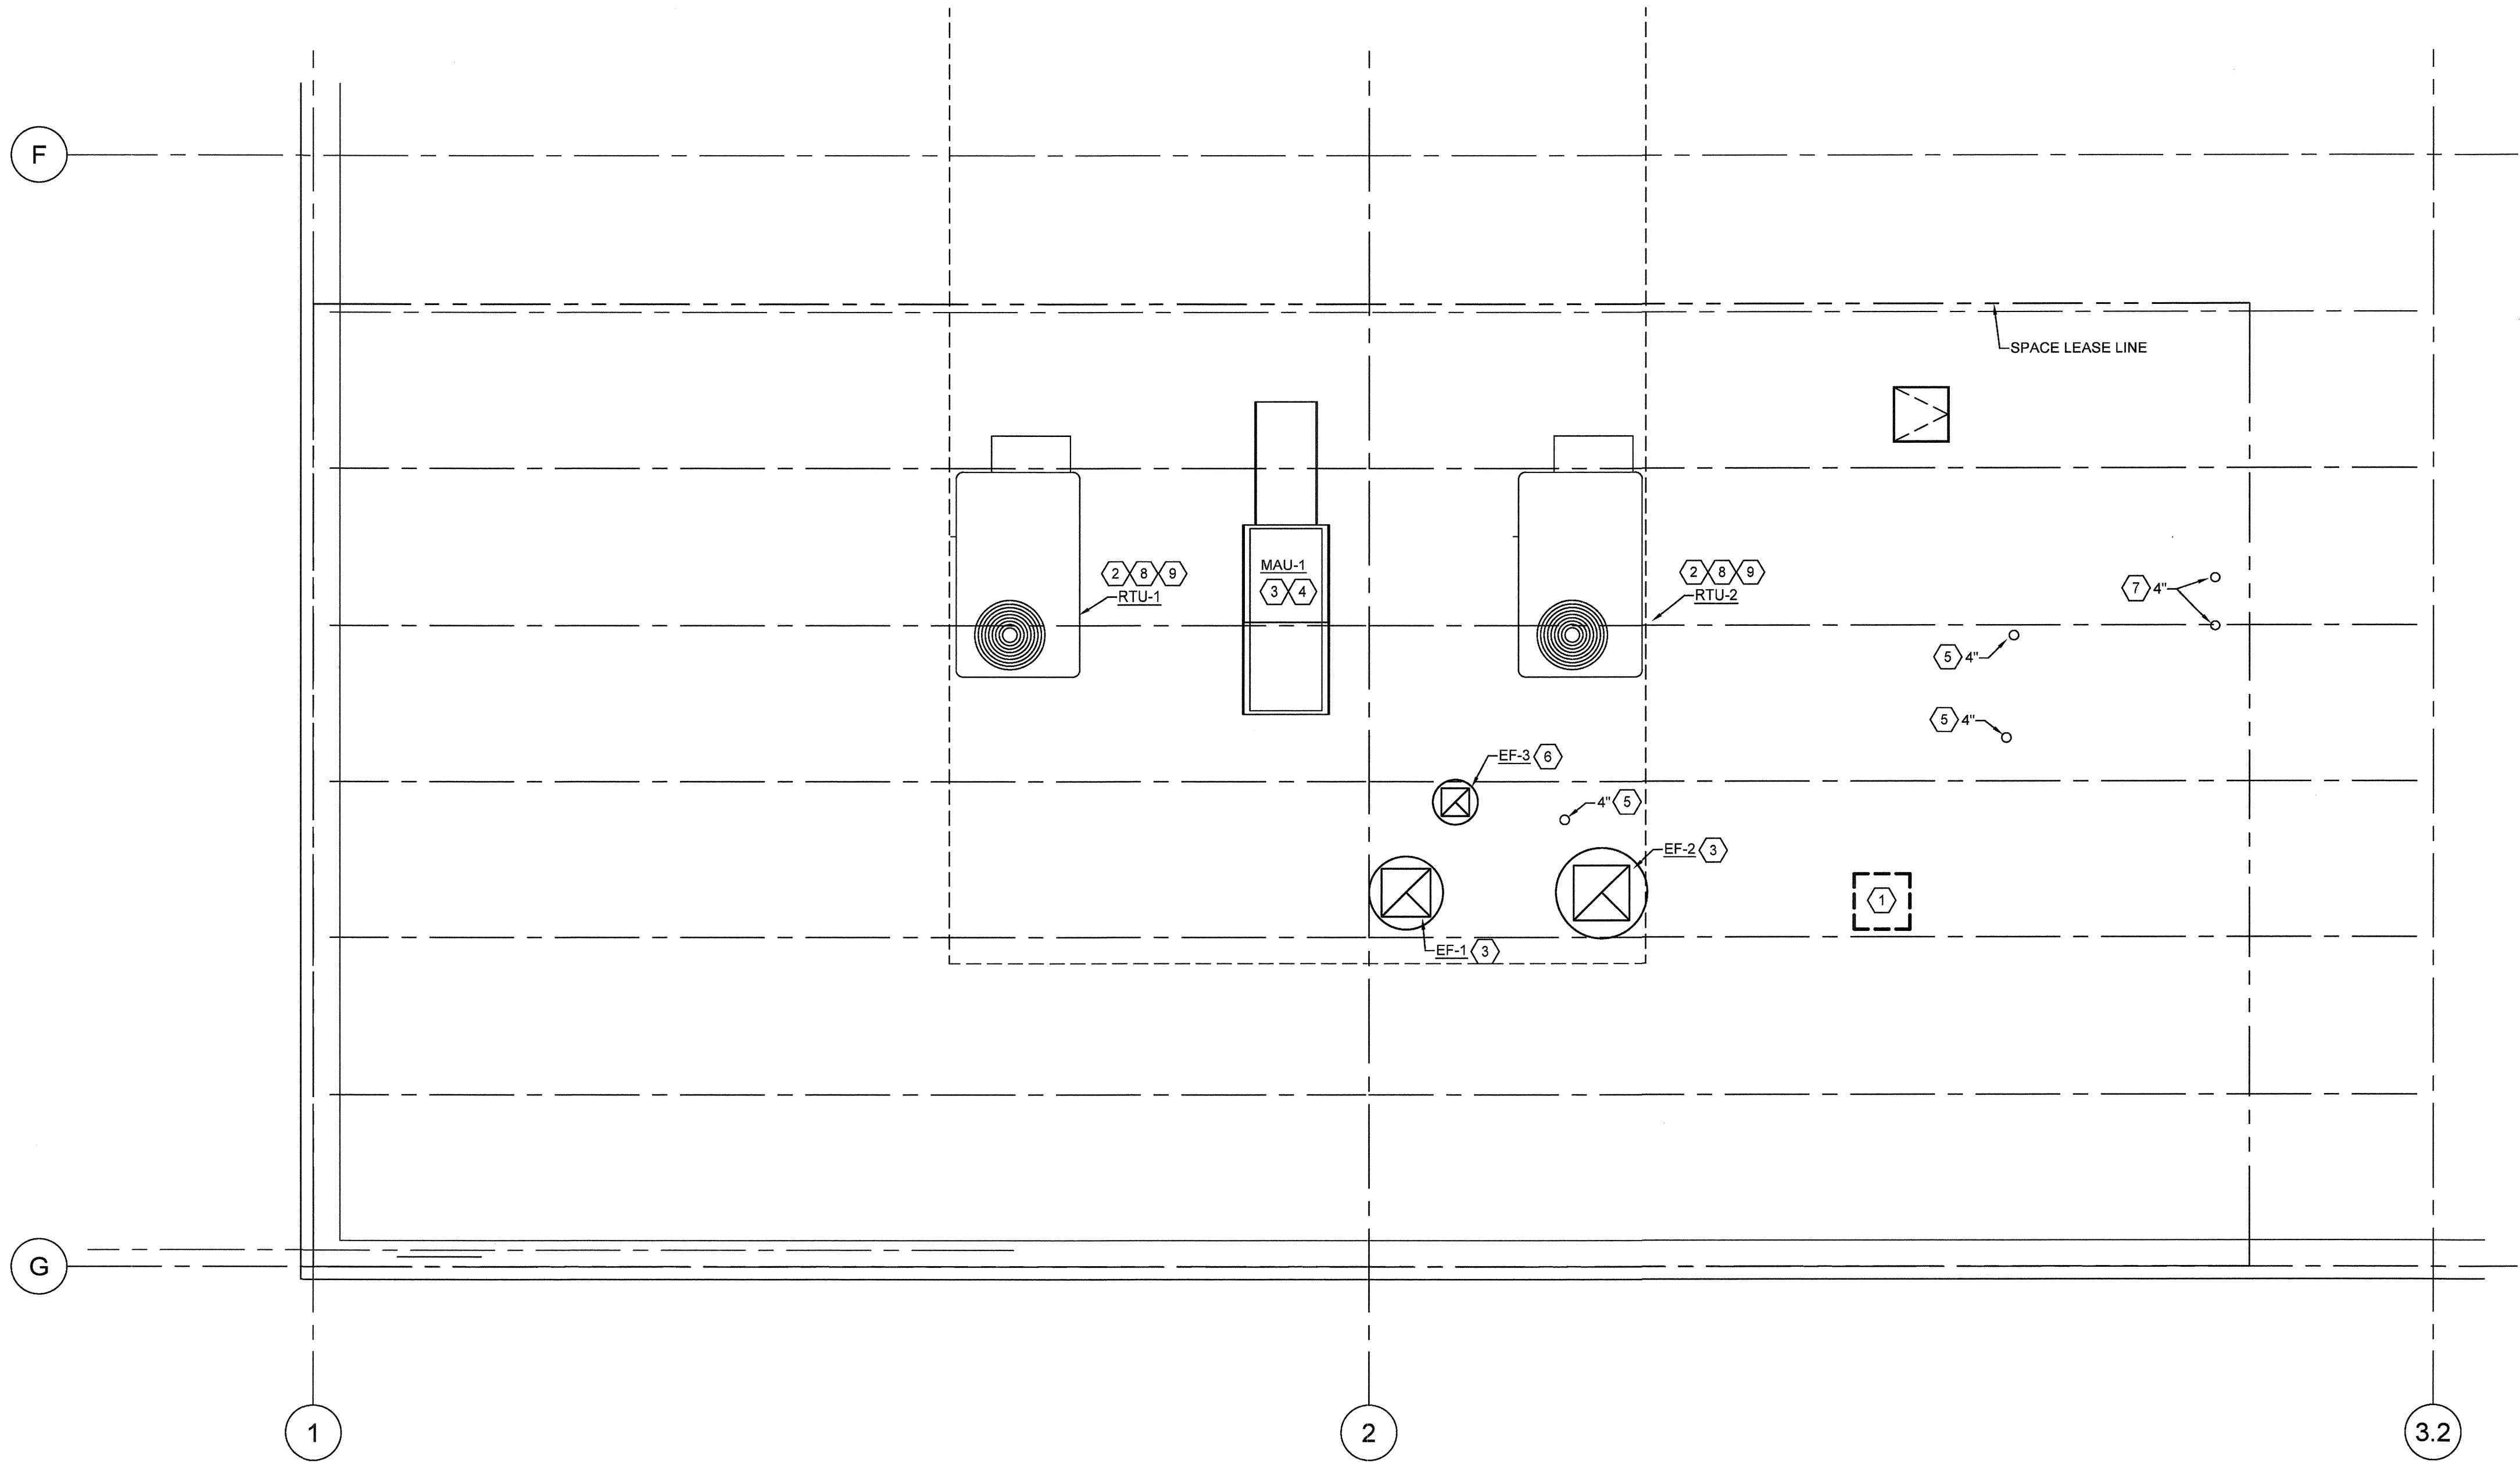 F
SPACE LEASE LINE
2 8 9
RTU-1
MAU-1
3 4
2 8 9
RTU-2
7 4"
5 4"
5 4"
EF-3 6
4" 5
EF-2 3
1
EF-1 3
G
1
2
3.2